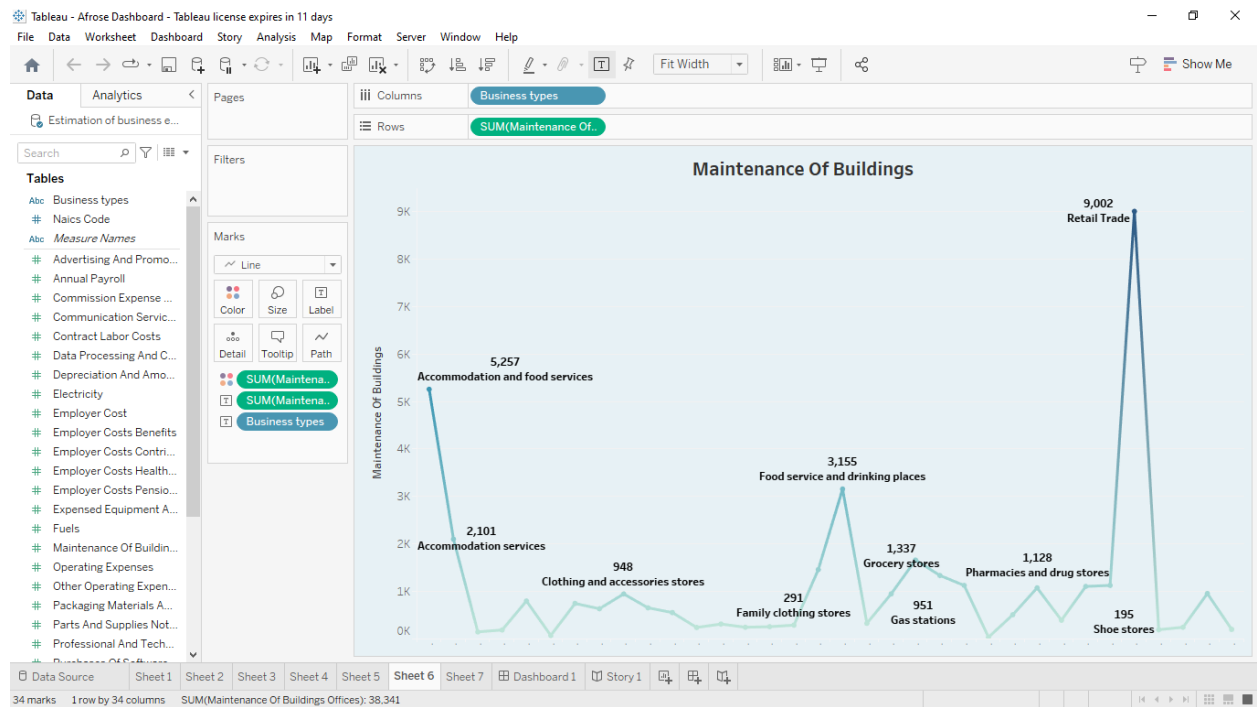 Tableau - Afrose Dashboard - Tableau license expires in 11 days
File Data Worksheet Dashboard Story Analysis Map Format Server Window Help
Fit Width
Show Me
Data Analytics
Estimation of business e...
Search
Tables
Abc Business types
# Naics Code
Abc Measure Names
# Advertising And Promo...
# Annual Payroll
# Commission Expense ...
# Communication Servic...
# Contract Labor Costs
# Data Processing And C...
# Depreciation And Amo...
# Electricity
# Employer Cost
# Employer Costs Benefits
# Employer Costs Contri...
# Employer Costs Health...
# Employer Costs Pensio...
# Expensed Equipment A...
# Fuels
# Maintenance Of Buildin...
# Operating Expenses
# Other Operating Expen...
# Packaging Materials A...
# Parts And Supplies Not...
# Professional And Tech...
# Purchase Of Software
Pages
Filters
Marks
Line
Color Size Label
Detail Tooltip Path
SUM(Maintena..
T SUM(Maintena..
T Business types
Columns Business types
Rows SUM(Maintenance Of..
Maintenance Of Buildings
Maintenance Of Buildings
9K
8K
7K
6K
5K
4K
3K
2K
1K
0K
9,002
Retail Trade
5,257
Accommodation and food services
3,155
Food service and drinking places
2,101
Accommodation services
948
Clothing and accessories stores
1,337
Grocery stores
1,128
Pharmacies and drug stores
291
Family clothing stores
951
Gas stations
195
Shoe stores
Data Source Sheet 1 Sheet 2 Sheet 3 Sheet 4 Sheet 5 Sheet 6 Sheet 7 Dashboard 1 Story 1
34 marks 1 row by 34 columns SUM(Maintenance Of Buildings Offices): 38,341